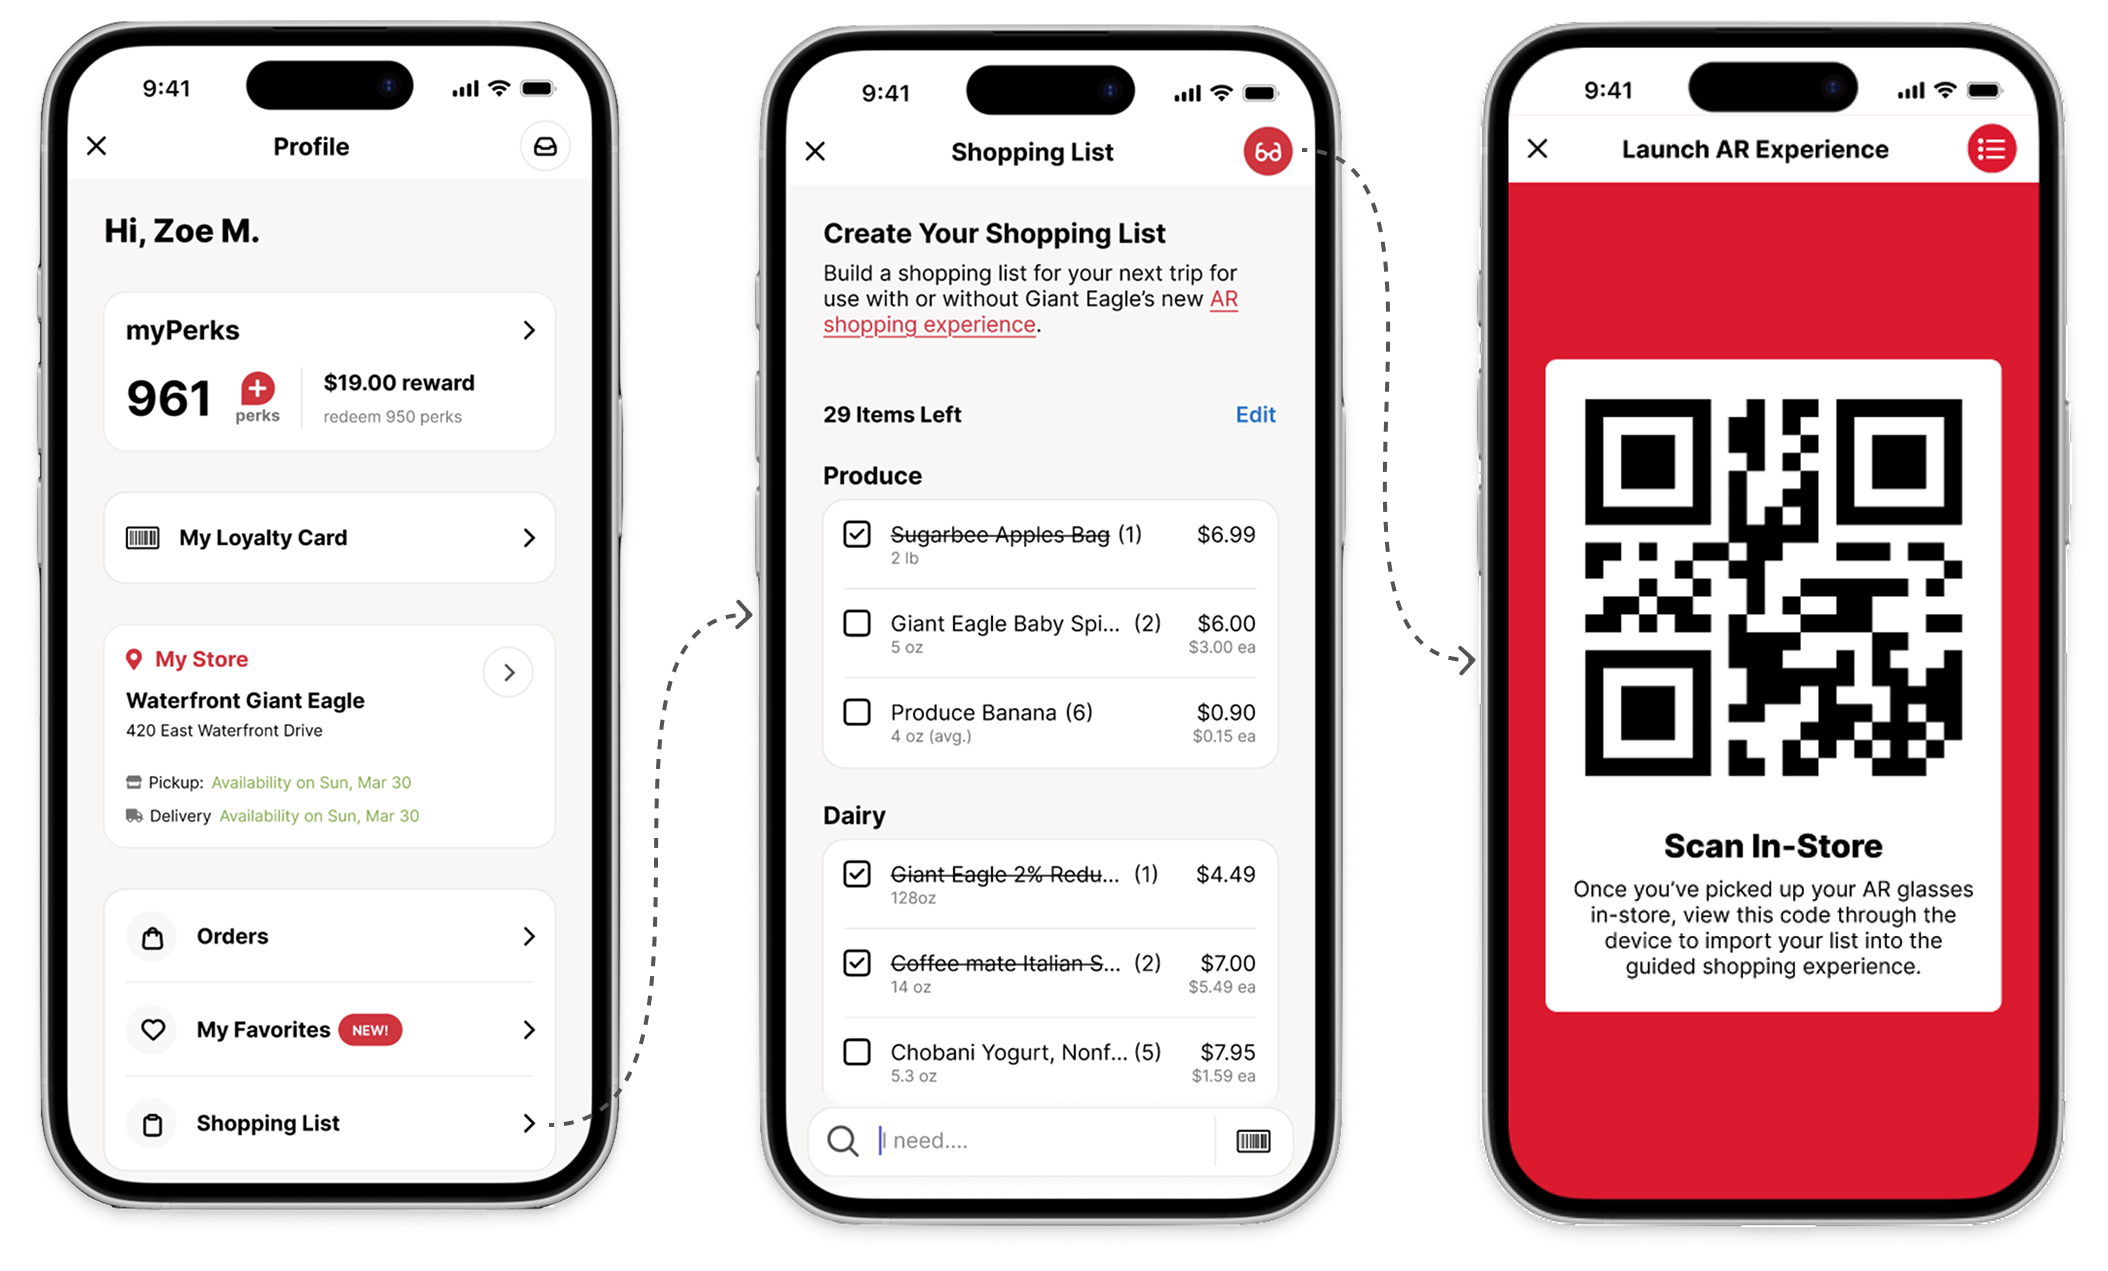 9:41
Profile
Hi, Zoe M.
myPerks
961
perks
$19.00 reward
redeem 950 perks
My Loyalty Card
My Store
Waterfront Giant Eagle
420 East Waterfront Drive
Pickup: Availability on Sun, Mar 30
Delivery Availability on Sun, Mar 30
Orders
My Favorites NEW!
Shopping List
9:41
Shopping List
Create Your Shopping List
Build a shopping list for your next trip for
use with or without Giant Eagle's new AR
shopping experience.
29 Items Left Edit
Produce
Sugarbee Apples Bag (1) $6.99
2 lb
Giant Eagle Baby Spi... (2) $6.00
5 oz $3.00 ea
Produce Banana (6) $0.90
4 oz (avg.) $0.15 ea
Dairy
Giant Eagle 2% Redu... (1) $4.49
128oz
Coffee mate Italian S... (2) $7.00
14 oz $5.49 ea
Chobani Yogurt, Nonf... (5) $7.95
5.3 oz $1.59 ea
I need....
9:41
Launch AR Experience
Scan In-Store
Once you've picked up your AR glasses
in-store, view this code through the
device to import your list into the
guided shopping experience.